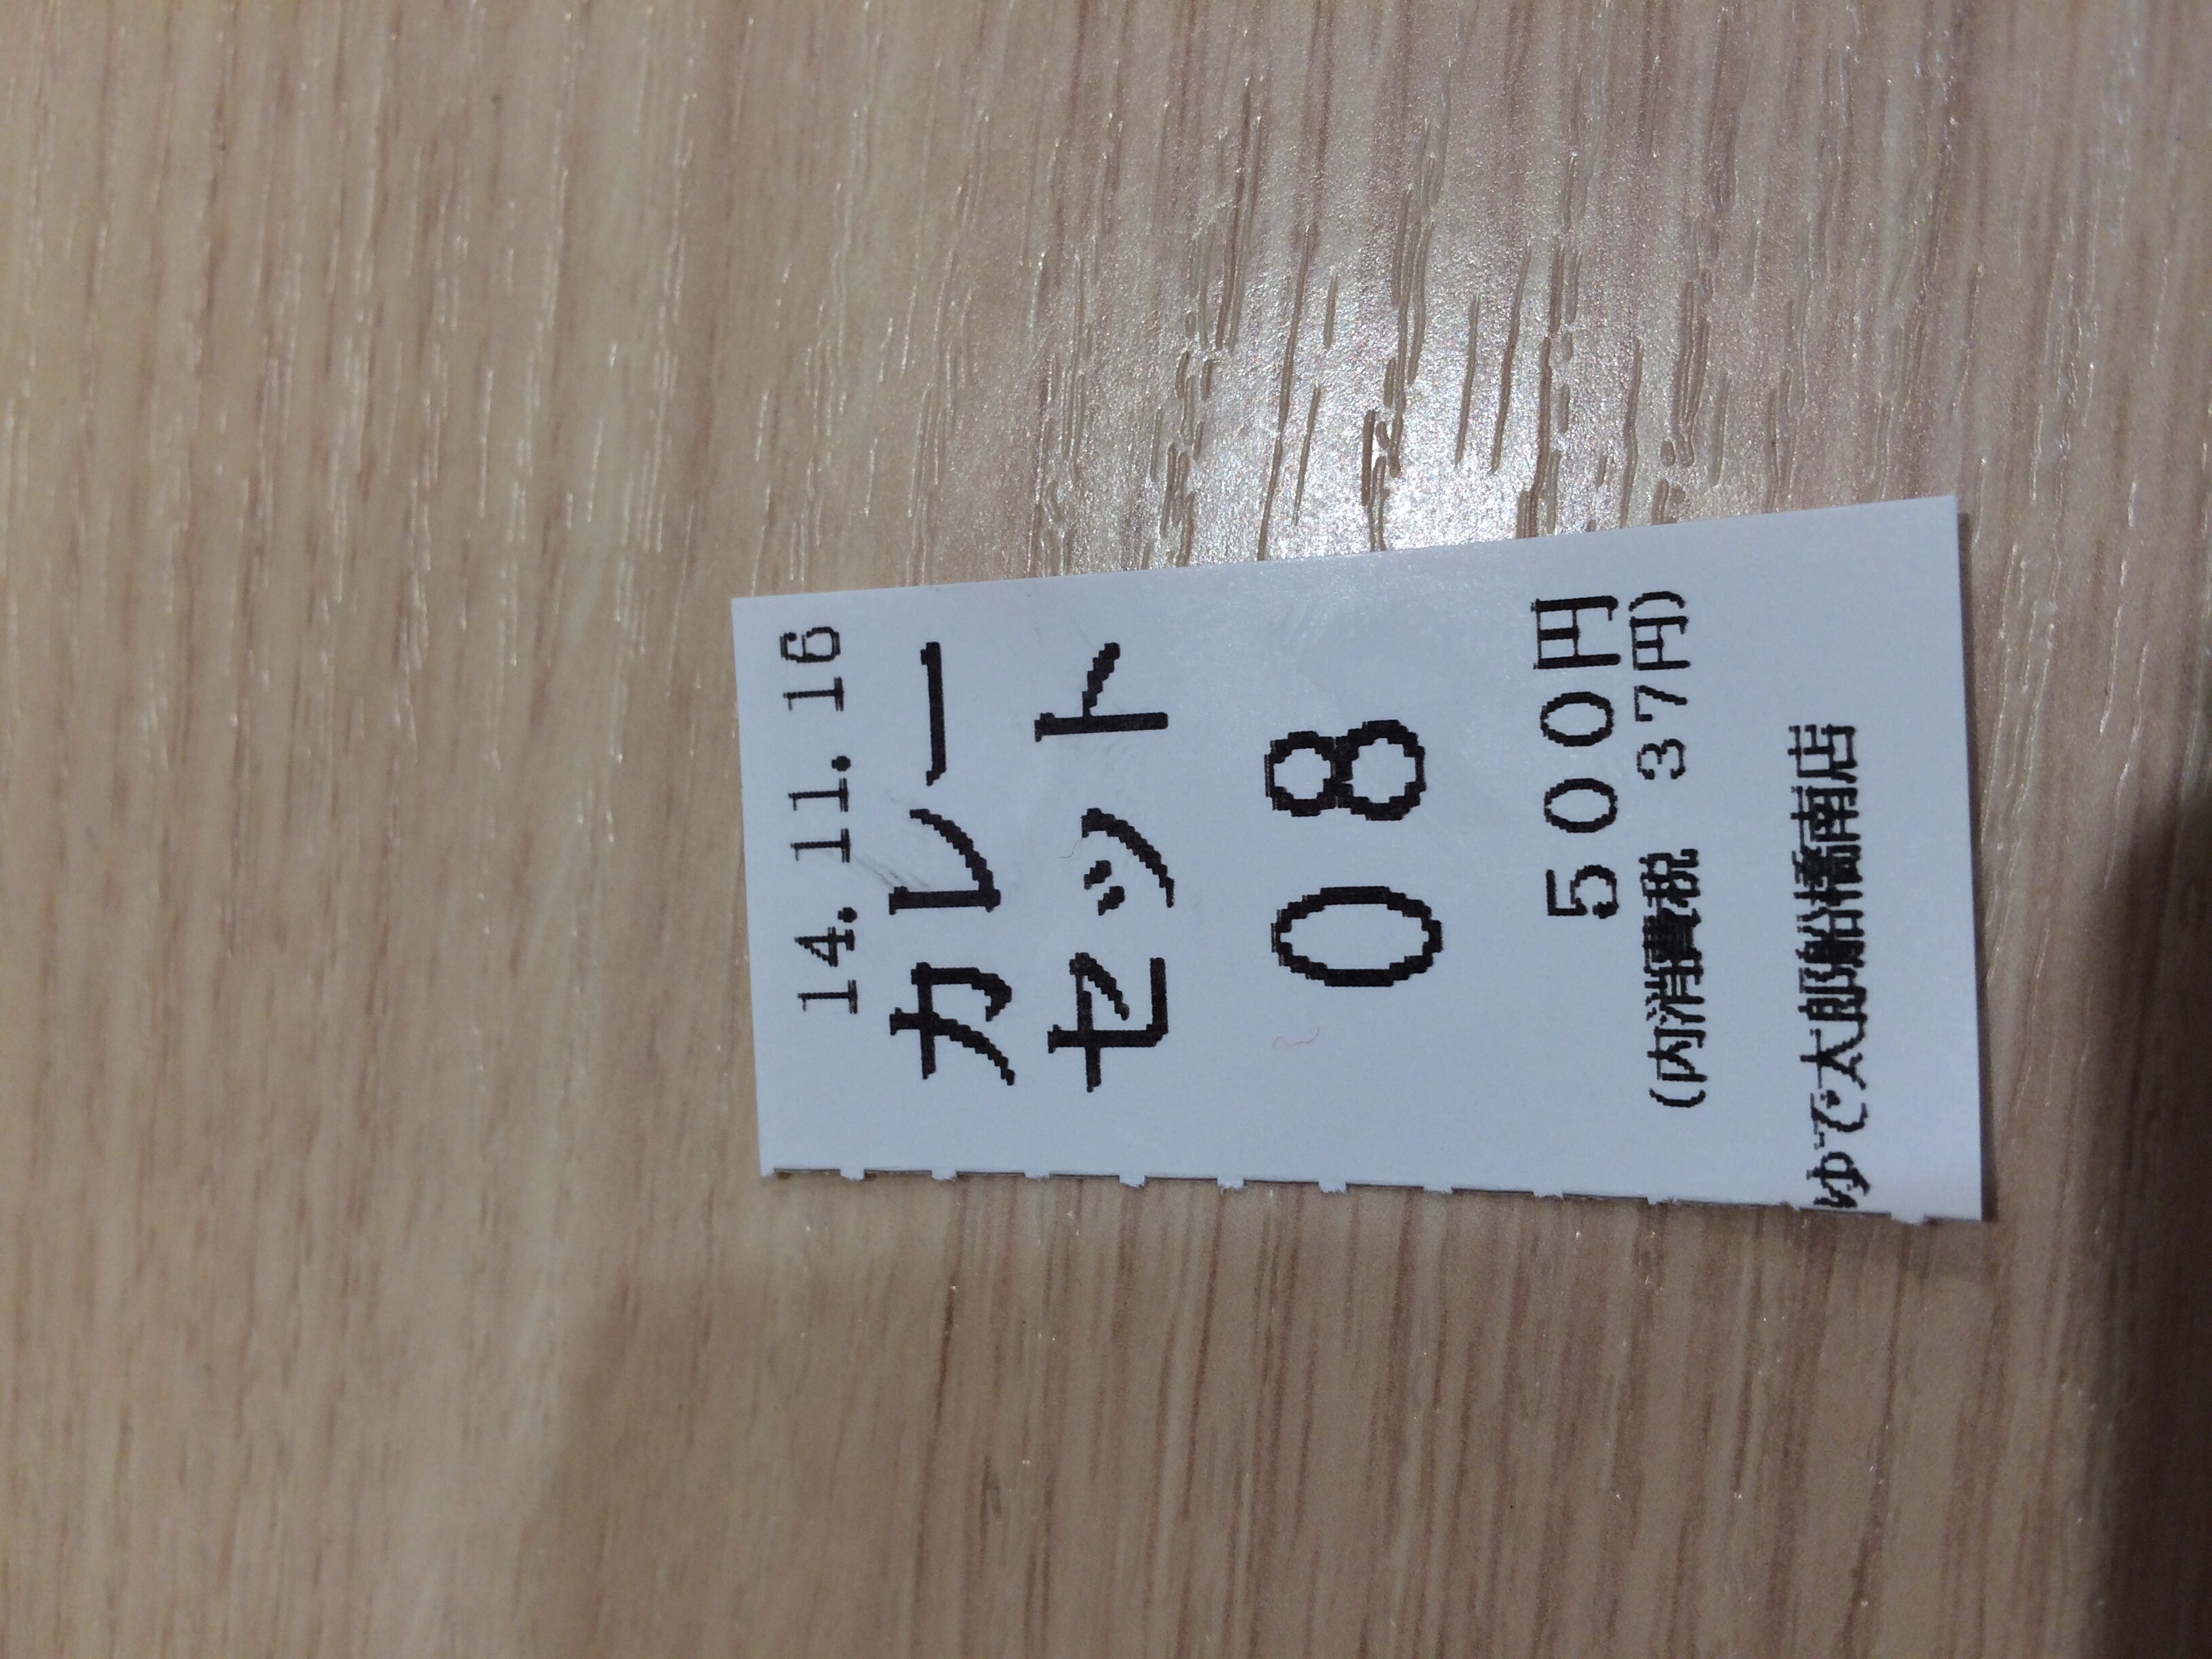 14.11.16
カレー
セット
08
500円
(内消費税 37円)
ゆで太郎船橋南店